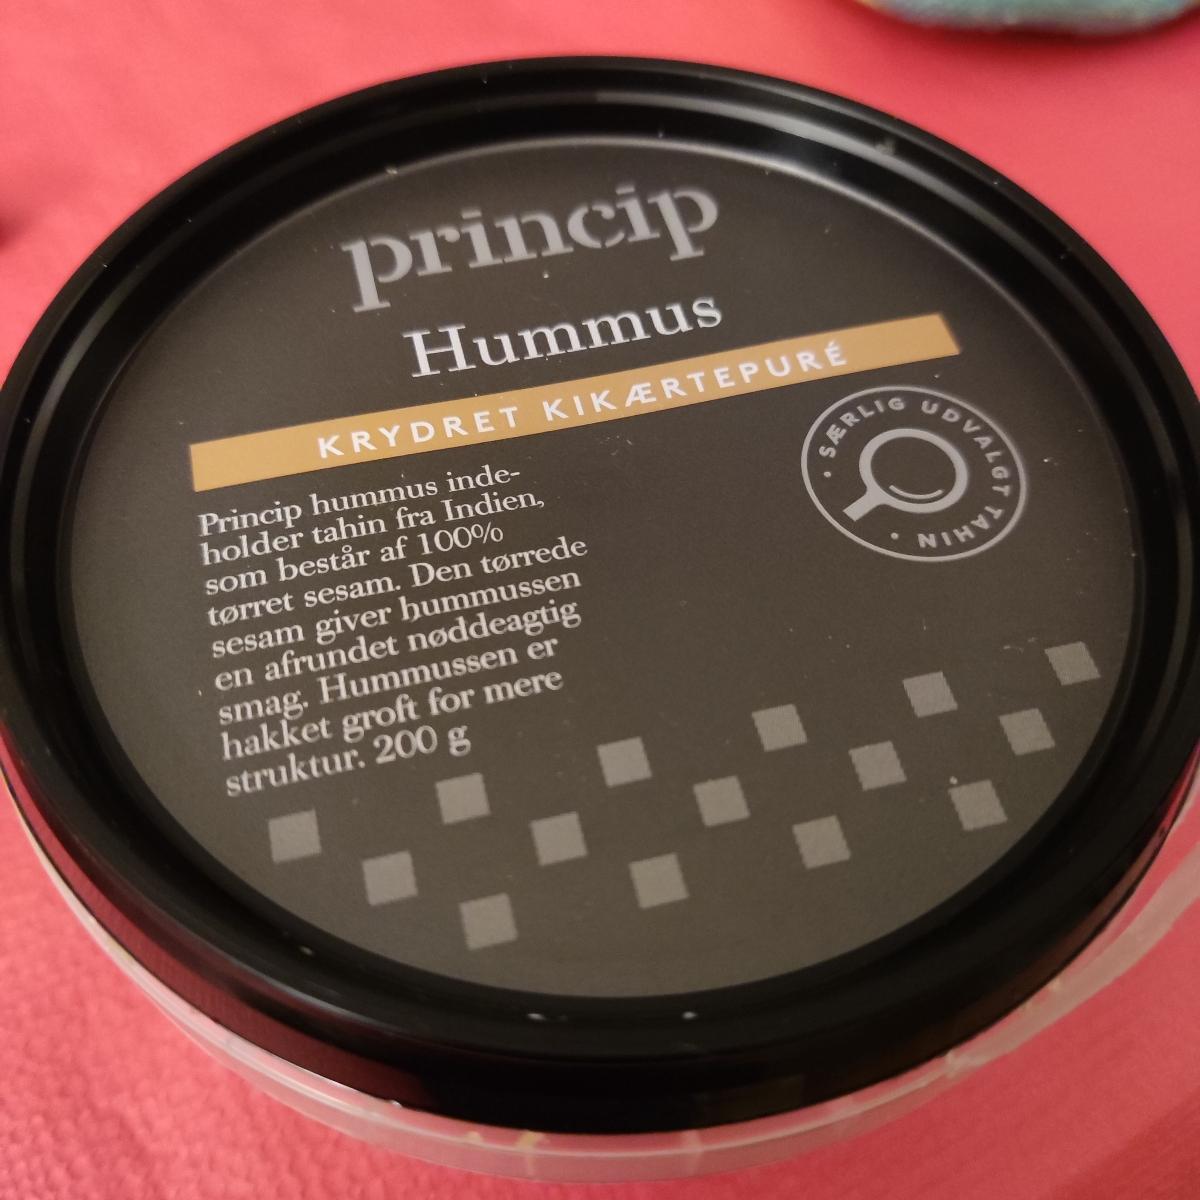 princip
Hummus
KRYDRET KIKÆRTEPURÉ
SÆRLIG UDVALGT TAHIN
Princip hummus inde-
holder tahin fra Indien,
som består af 100%
tørret sesam. Den tørrede
sesam giver hummussen
en afrundet nøddeagtig
smag. Hummussen er
hakket groft for mere
struktur. 200 g